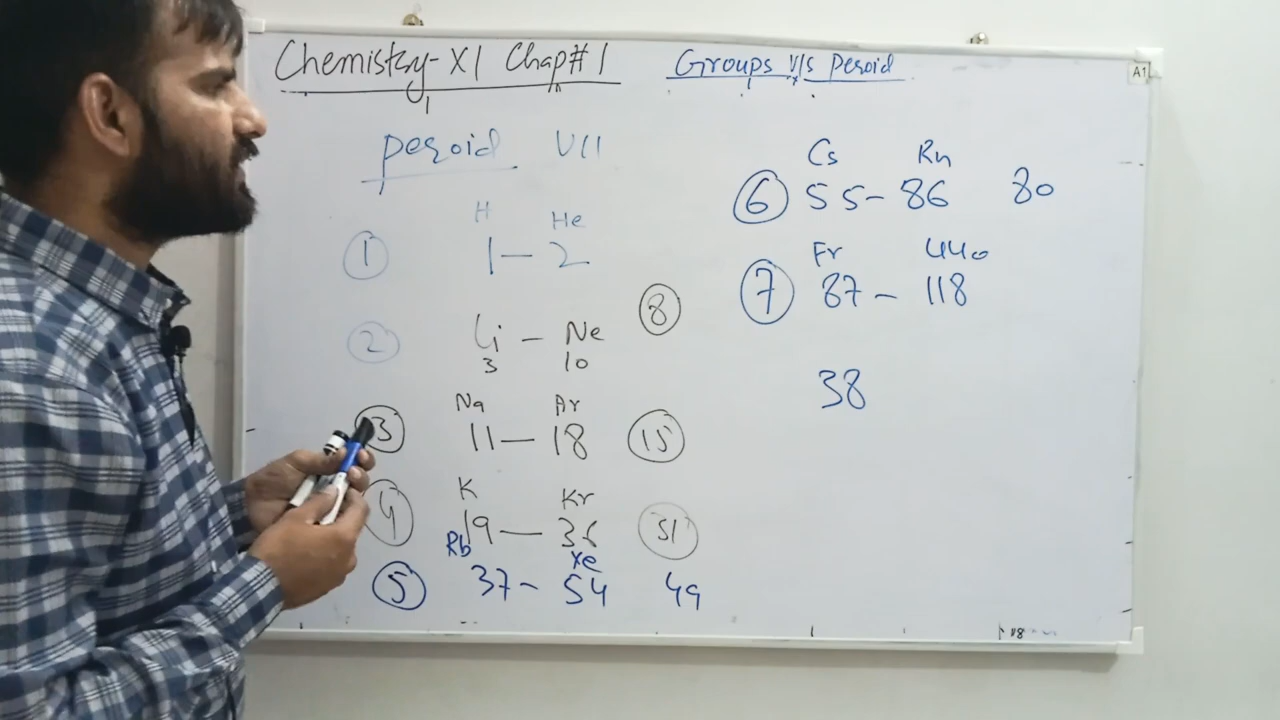 Chemistry-XI Chap#1
Groups V/s Peroid
A1
peroid VII
H He
① 1 — 2
② Li — Ne ⑧
3 10
Na Ar
③ 11 — 18 ⑮
K Kr
④ 19 — 36
Rb Xe
⑤ 37 - 54 49
Cs Rn
⑥ 55 - 86 80
Fr
⑦ 87 - 118
38